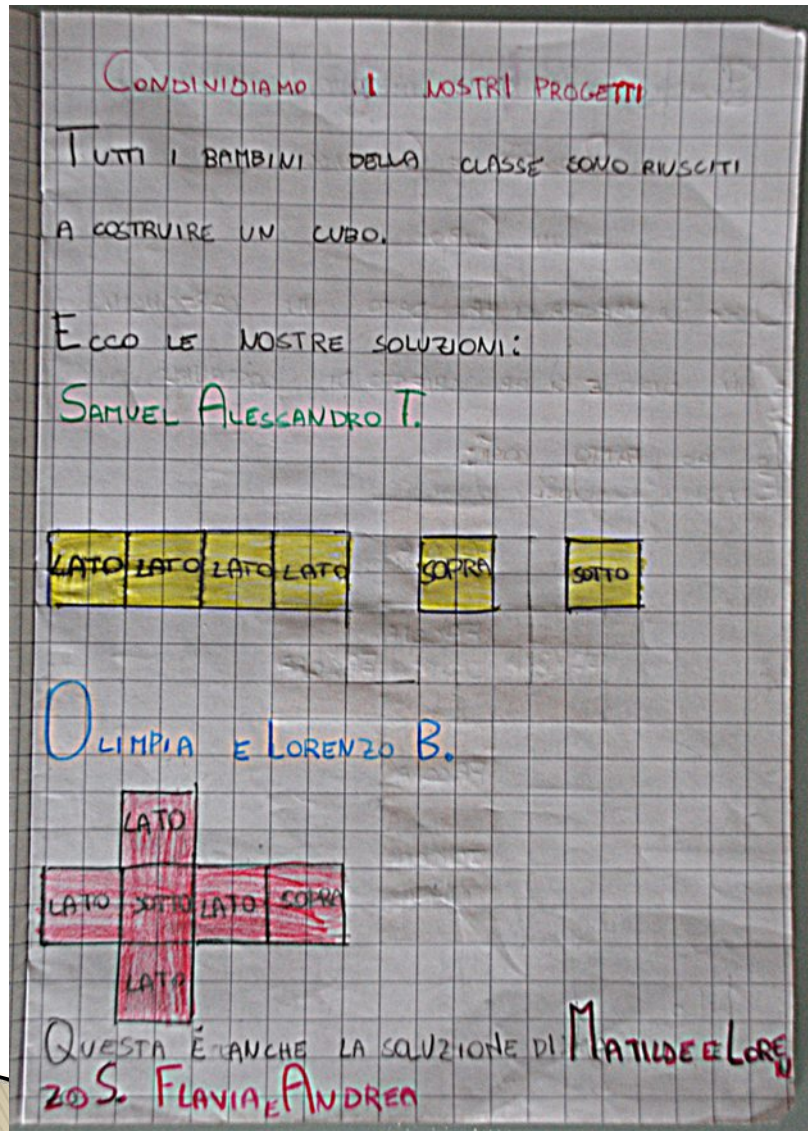 CONDIVIDIAMO I NOSTRI PROGETTI
TUTTI I BAMBINI DELLA CLASSE SONO RIUSCITI
A COSTRUIRE UN CUBO.
ECCO LE NOSTRE SOLUZIONI:
SAMUEL ALESSANDRO T.
LATO LATO LATO LATO SOPRA SOTTO
OLIMPIA E LORENZO B.
LATO
LATO SOTTO LATO SOPRA
LATO
QUESTA É ANCHE LA SOLUZIONE DI MATILDE E LOREN
ZO S. FLAVIA E ANDREA